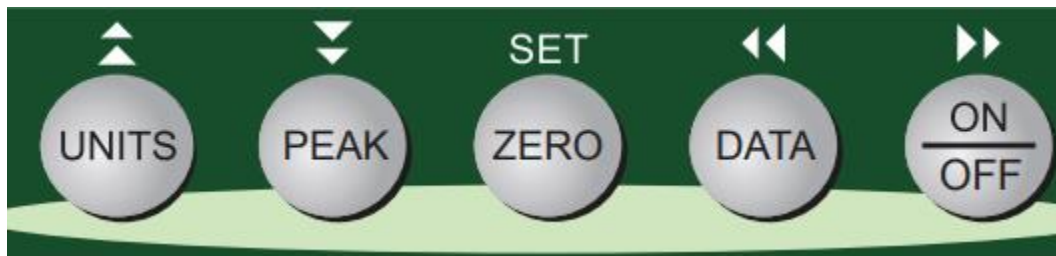 SET
UNITS
PEAK
ZERO
DATA
ON
OFF